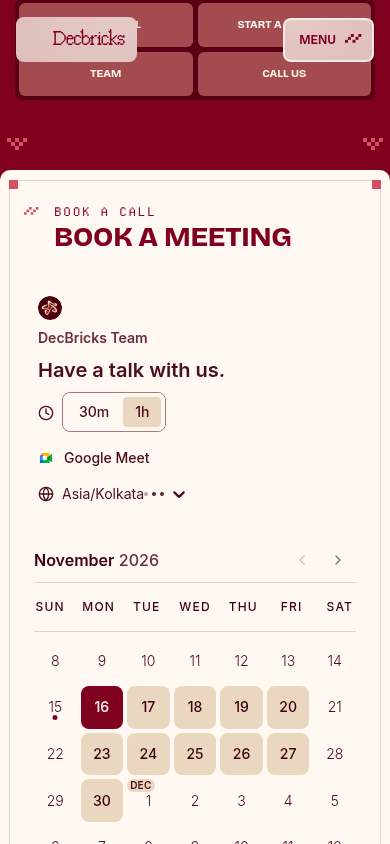 Decbricks
START A
MENU
TEAM
CALL US
BOOK A CALL
BOOK A MEETING
DecBricks Team
Have a talk with us.
30m 1h
Google Meet
Asia/Kolkata
November 2026
SUN MON TUE WED THU FRI SAT
8 9 10 11 12 13 14
15 16 17 18 19 20 21
22 23 24 25 26 27 28
DEC
29 30 1 2 3 4 5